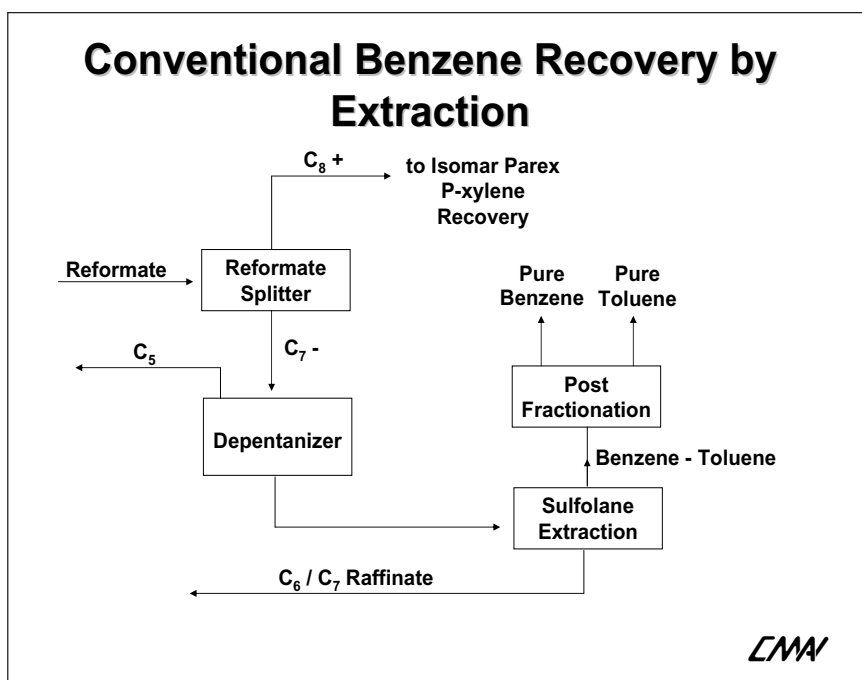 Conventional Benzene Recovery by
Extraction
C8 +
to Isomar Parex
P-xylene
Recovery
Reformate
Reformate
Splitter
Pure
Benzene
Pure
Toluene
C5
C7 -
Depentanizer
Post
Fractionation
Benzene - Toluene
Sulfolane
Extraction
C6 / C7 Raffinate
CMAI